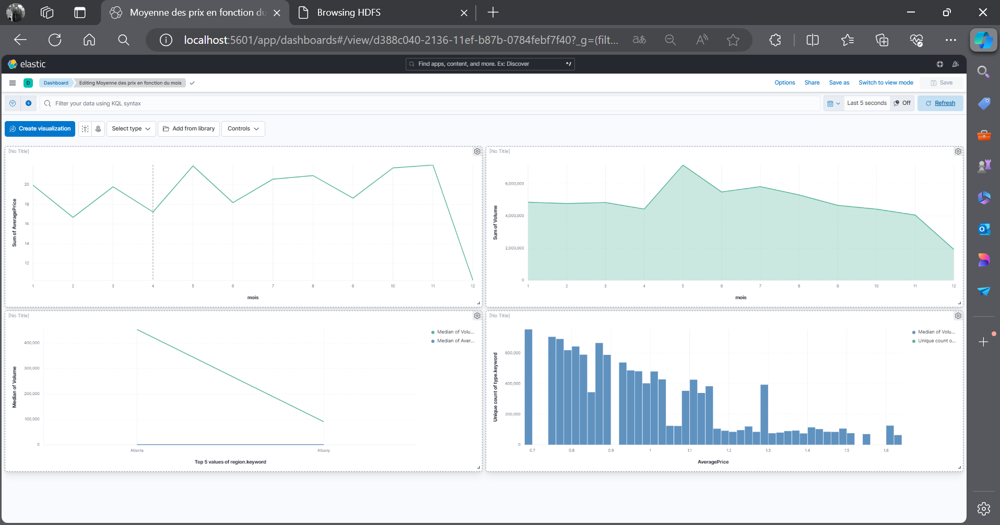 Moyenne des prix en fonction du
Browsing HDFS
localhost:5601/app/dashboards#/view/d388c040-2136-11ef-b87b-0784febf7f40?_g=(filt...
elastic
Find apps, content, and more. Ex: Discover
^/
D
Dashboard
Editing Moyenne des prix en fonction du mois
Options
Share
Save as
Switch to view mode
Save
Filter your data using KQL syntax
Last 5 seconds
Off
Refresh
Create visualization
Select type
Add from library
Controls
[No Title]
Sum of AveragePrice
20
18
16
14
12
1 2 3 4 5 6 7 8 9 10 11 12
mois
[No Title]
Sum of Volume
6,000,000
4,000,000
2,000,000
0
1 2 3 4 5 6 7 8 9 10 11 12
mois
[No Title]
Median of Volume
400,000
300,000
200,000
100,000
0
Atlanta Albany
Top 5 values of region.keyword
Median of Volu...
Median of Aver...
[No Title]
Unique count of type.keyword
600,000
400,000
200,000
0
0.7 0.8 0.9 1 1.1 1.2 1.3 1.4 1.5 1.6
AveragePrice
Median of Volu...
Unique count o...